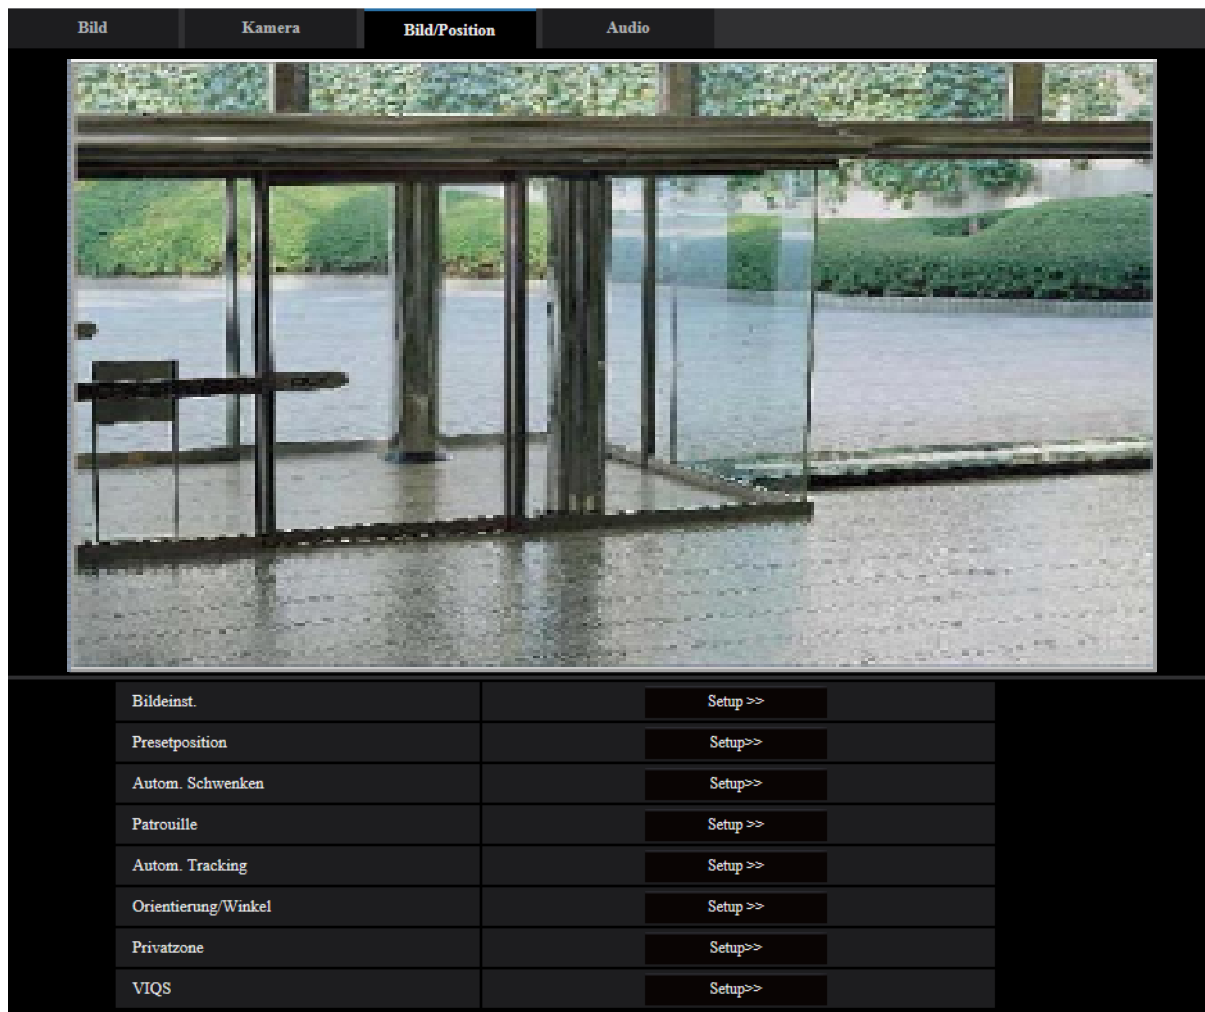 Bild Kamera Bild/Position Audio
Bildeinst. Setup >>
Presetposition Setup>>
Autom. Schwenken Setup>>
Patrouille Setup >>
Autom. Tracking Setup >>
Orientierung/Winkel Setup >>
Privatzone Setup>>
VIQS Setup>>